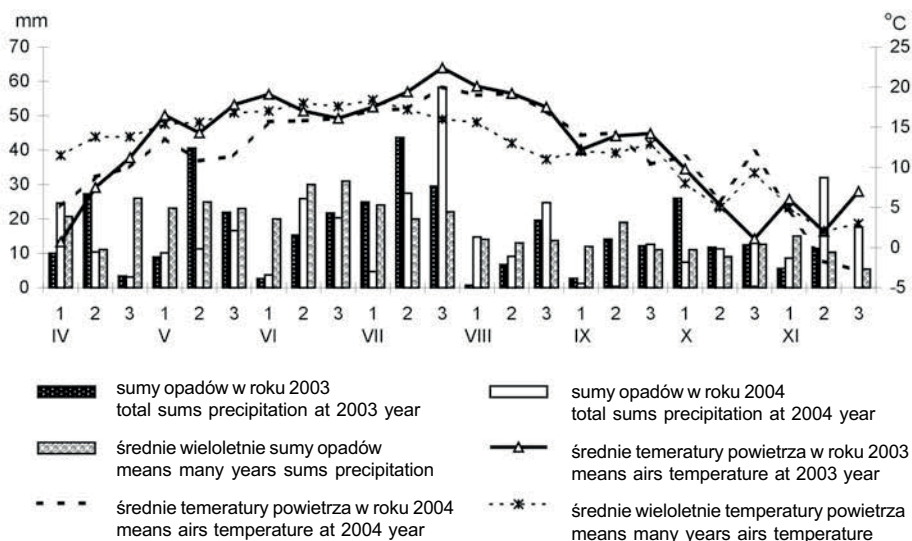 mm °C
70 25
60 20
50
15
40
10
30
5
20
10 0
0 -5
1 2 3 1 2 3 1 2 3 1 2 3 1 2 3 1 2 3 1 2 3 1 2 3
IV V VI VII VIII IX X XI
sumy opadów w roku 2003
total sums precipitation at 2003 year
sumy opadów w roku 2004
total sums precipitation at 2004 year
średnie wieloletnie sumy opadów
means many years sums precipitation
średnie temeratury powietrza w roku 2003
means airs temperature at 2003 year
średnie temeratury powietrza w roku 2004
means airs temperature at 2004 year
średnie wieloletnie temperatury powietrza
means many years airs temperature